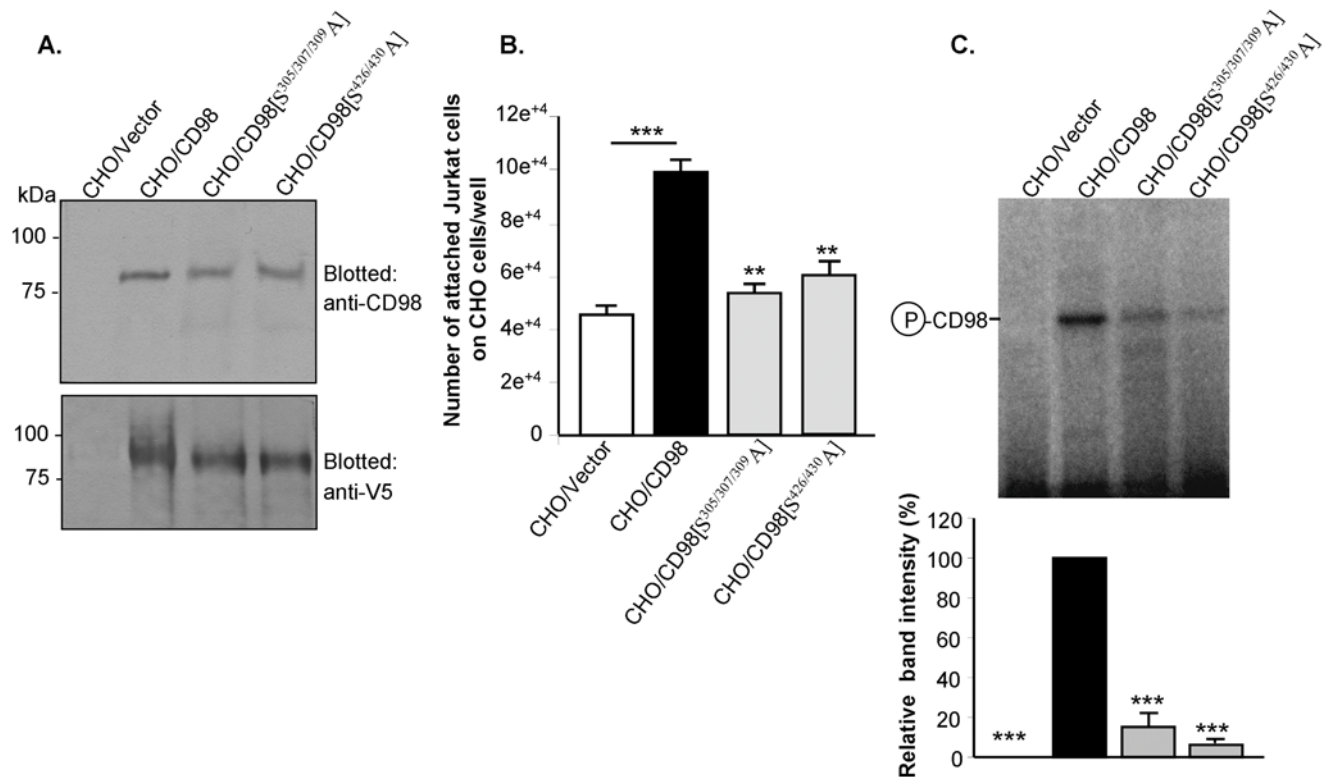 A.
CHO/Vector
CHO/CD98
CHO/CD98[S305/307/309A]
CHO/CD98[S426/430A]
kDa
100
75
Blotted:
anti-CD98
100
75
Blotted:
anti-V5
B.
Number of attached Jurkat cells
on CHO cells/well
12e+4
10e+4
8e+4
6e+4
4e+4
2e+4
0
***
**
**
CHO/Vector
CHO/CD98
CHO/CD98[S305/307/309A]
CHO/CD98[S426/430A]
C.
CHO/Vector
CHO/CD98
CHO/CD98[S305/307/309A]
CHO/CD98[S426/430A]
P-CD98
Relative band intensity (%)
120
100
80
60
40
20
0
***
***
***